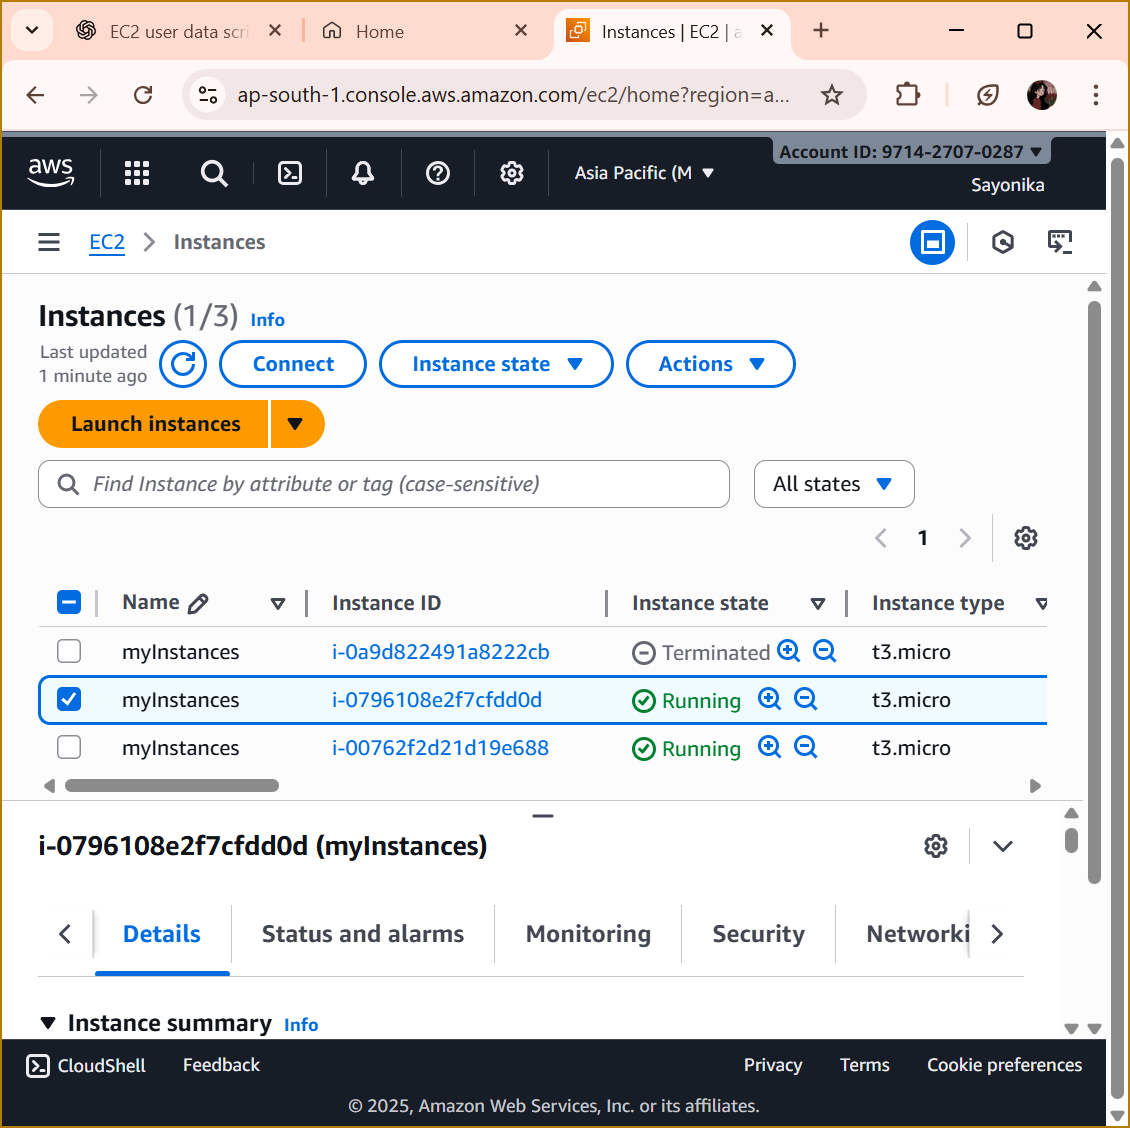 EC2 user data scri
Home
Instances | EC2 | a
ap-south-1.console.aws.amazon.com/ec2/home?region=a...
aws
Asia Pacific (M
Account ID: 9714-2707-0287
Sayonika
EC2
Instances
Instances (1/3) Info
Last updated
1 minute ago
Connect
Instance state
Actions
Launch instances
Find Instance by attribute or tag (case-sensitive)
All states
1
Name Instance ID Instance state Instance type
myInstances i-0a9d822491a8222cb Terminated t3.micro
myInstances i-0796108e2f7cfdd0d Running t3.micro
myInstances i-00762f2d21d19e688 Running t3.micro
i-0796108e2f7cfdd0d (myInstances)
Details Status and alarms Monitoring Security Networki
Instance summary Info
CloudShell Feedback Privacy Terms Cookie preferences
© 2025, Amazon Web Services, Inc. or its affiliates.